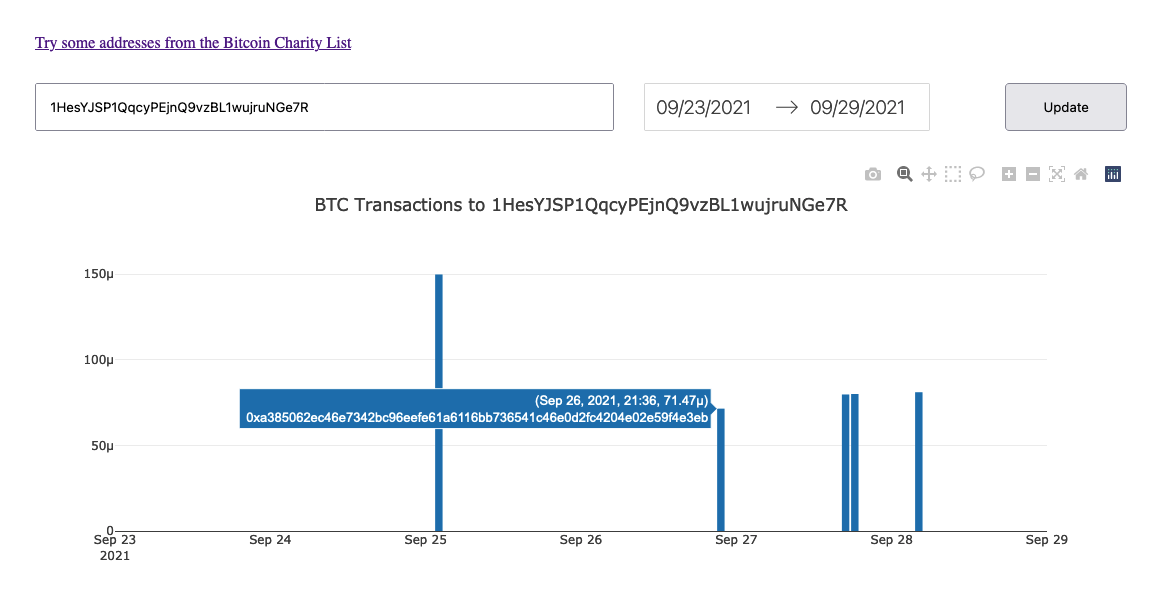 Try some addresses from the Bitcoin Charity List
1HesYJSP1QqcyPEjnQ9vzBL1wujruNGe7R
09/23/2021 → 09/29/2021
Update
BTC Transactions to 1HesYJSP1QqcyPEjnQ9vzBL1wujruNGe7R
150μ
100μ
(Sep 26, 2021, 21:36, 71.47μ)
0xa385062ec46e7342bc96eefe61a6116bb736541c46e0d2fc4204e02e59f4e3eb
50μ
0
Sep 23 Sep 24 Sep 25 Sep 26 Sep 27 Sep 28 Sep 29
2021